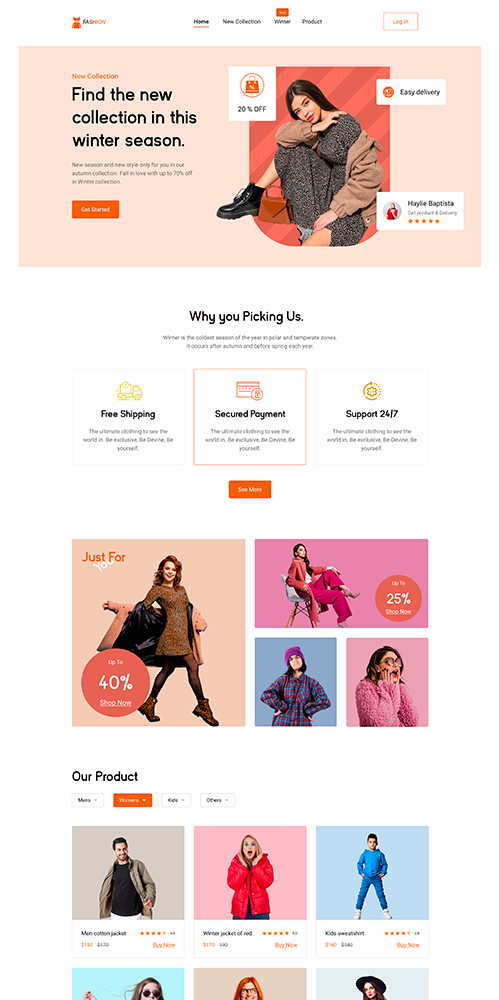 FASHION
Home
New Collection
Winter
Product
Log In
New Collection
Find the new
collection in this
winter season.
New season and new style only for you in our
autumn collection. Fall in love with up to 70% off
in Winter collection.
Get Started
20 % OFF
Easy delivery
Haylie Baptista
Get product & Delivery.
Why you Picking Us.
Winter is the coldest season of the year in polar and temperate zones.
It occurs after autumn and before spring each year.
Free Shipping
The ultimate clothing to see the
world in. Be exclusive, Be Devine, Be
yourself.
Secured Payment
The ultimate clothing to see the
world in. Be exclusive, Be Devine, Be
yourself.
Support 24/7
The ultimate clothing to see the
world in. Be exclusive, Be Devine, Be
yourself.
See More
Just For
You
Up To
40%
Shop Now
Up To
25%
Shop Now
Our Product
Mens
Womens
Kids
Others
Men cotton jacket
$150 $170
Buy Now
Winter jacket of red
$170 190
Buy Now
Kids sweatshirt
$160 $180
Buy Now